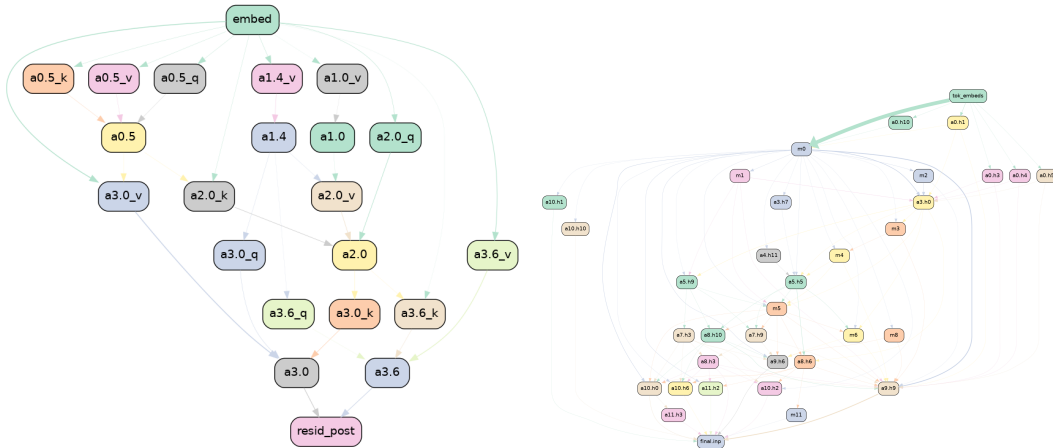 embed
a0.5_k a0.5_v a0.5_q a1.4_v a1.0_v
a0.5 a1.4 a1.0 a2.0_q
a3.0_v a2.0_k a2.0_v
a3.0_q a2.0 a3.6_v
a3.6_q a3.0_k a3.6_k
a3.0 a3.6
resid_post
tok_embeds
a0.h10 a0.h1
m0
m1 m2 a0.h3 a0.h4
a10.h1 a3.h7 a3.h0
a10.h10 m3
a4.h11 m4
a5.h9 a5.h5
m5
a7.h3 a8.h10 a7.h9 m6 m8
a8.h3 a9.h6 a8.h6
a10.h0 a10.h6 a11.h2 a10.h2 a9.h9
a11.h3 m11
final.inp